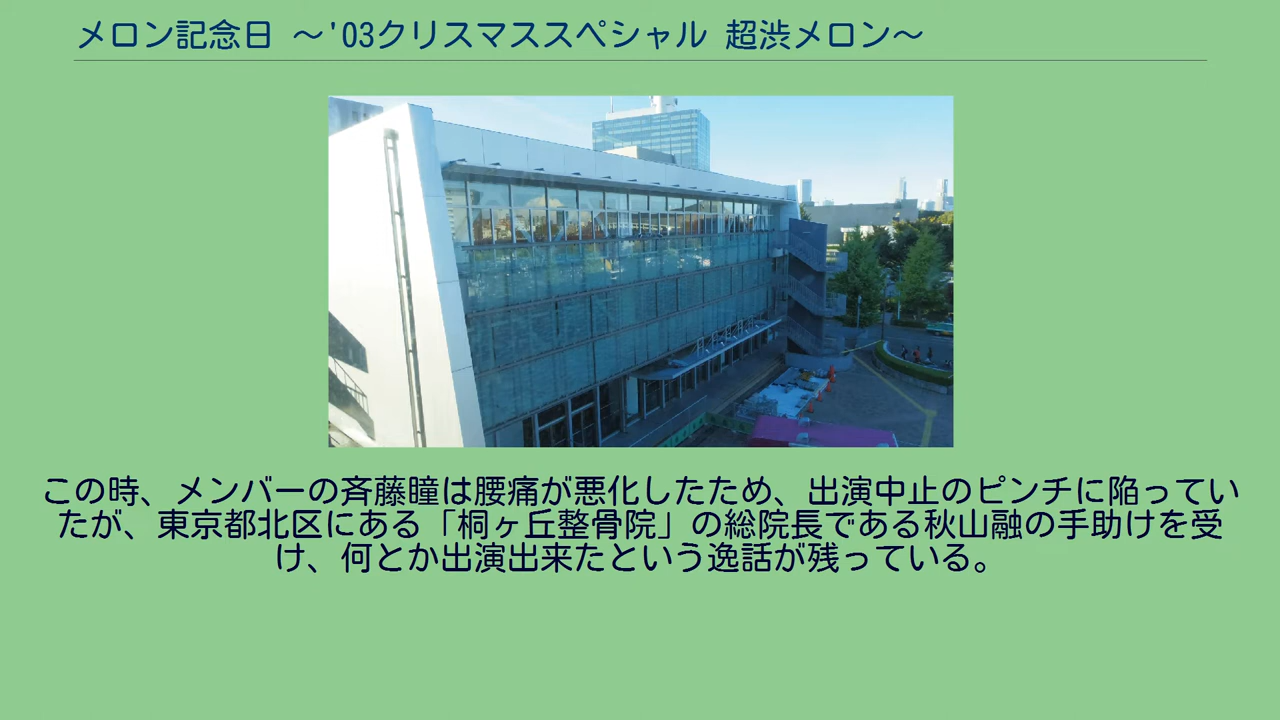 メロン記念日 〜'03クリスマススペシャル 超渋メロン〜
この時、メンバーの斉藤瞳は腰痛が悪化したため、出演中止のピンチに陥ってい
たが、東京都北区にある「桐ヶ丘整骨院」の総院長である秋山融の手助けを受
け、何とか出演出来たという逸話が残っている。